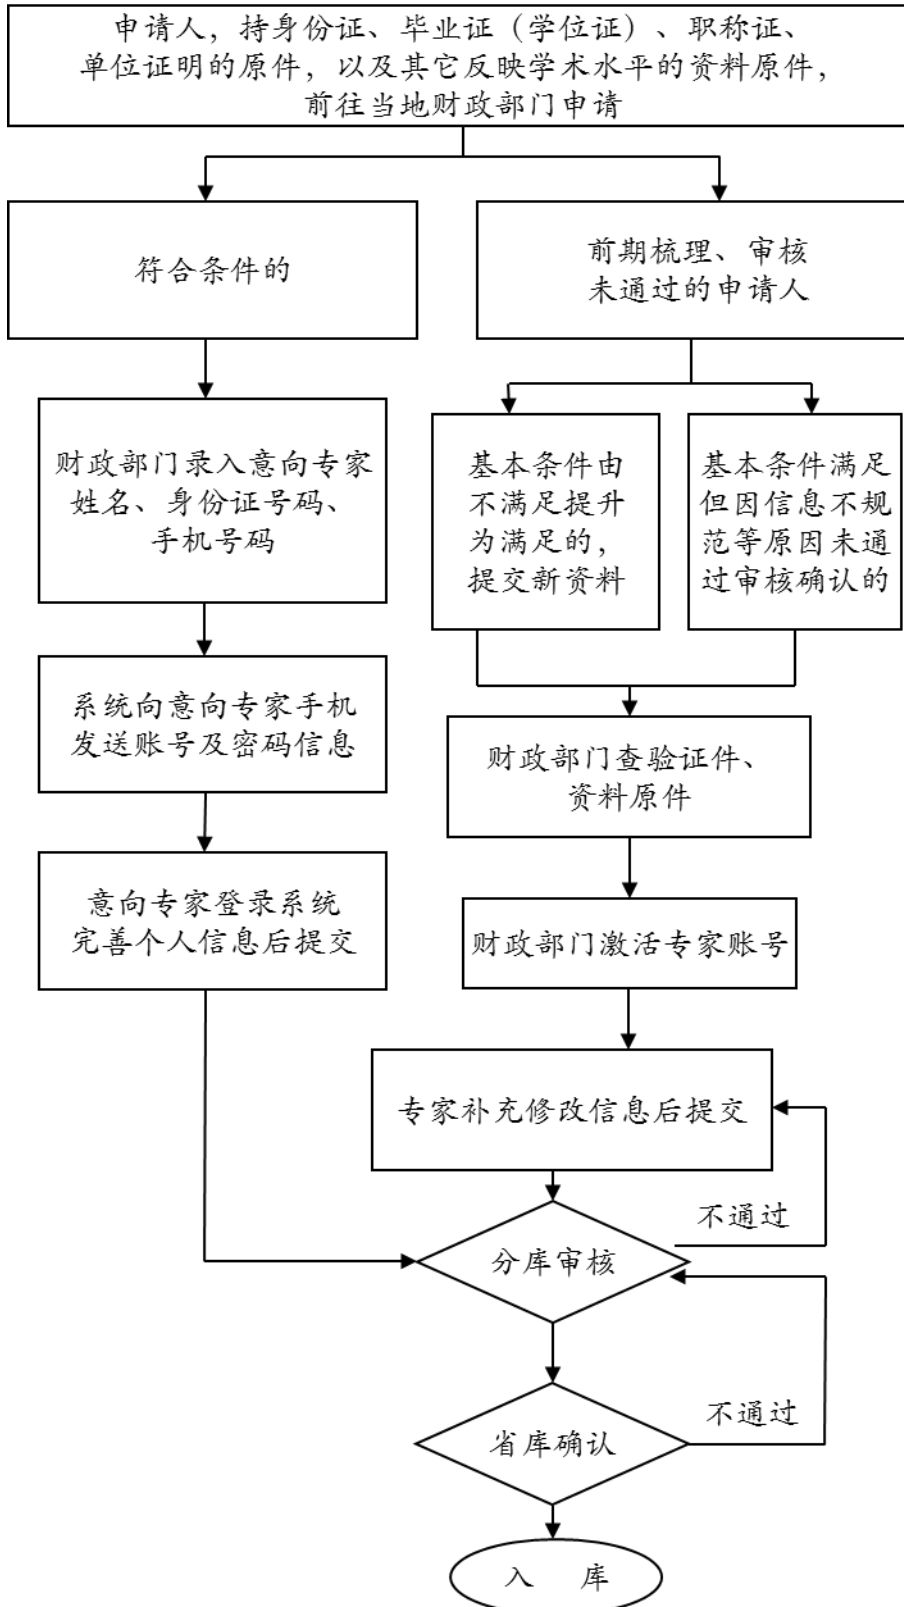 申请人，持身份证、毕业证（学位证）、职称证、
单位证明的原件，以及其它反映学术水平的资料原件，
前往当地财政部门申请
符合条件的
前期梳理、审核
未通过的申请人
财政部门录入意向专家
姓名、身份证号码、
手机号码
基本条件由
不满足提升
为满足的，
提交新资料
基本条件满足
但因信息不规
范等原因未通
过审核确认的
系统向意向专家手机
发送账号及密码信息
财政部门查验证件、
资料原件
意向专家登录系统
完善个人信息后提交
财政部门激活专家账号
专家补充修改信息后提交
不通过
分库审核
不通过
省库确认
入 库